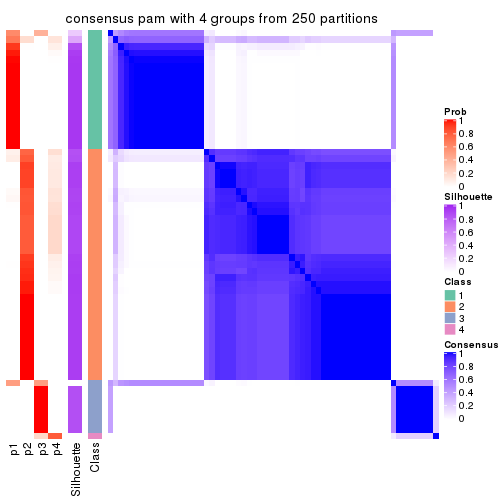 consensus pam with 4 groups from 250 partitions
Prob
1
0.8
0.6
0.4
0.2
0
Silhouette
1
0.8
0.6
0.4
0.2
0
Class
1
2
3
4
Consensus
1
0.8
0.6
0.4
0.2
0
p1
p2
p3
p4
Silhouette
Class